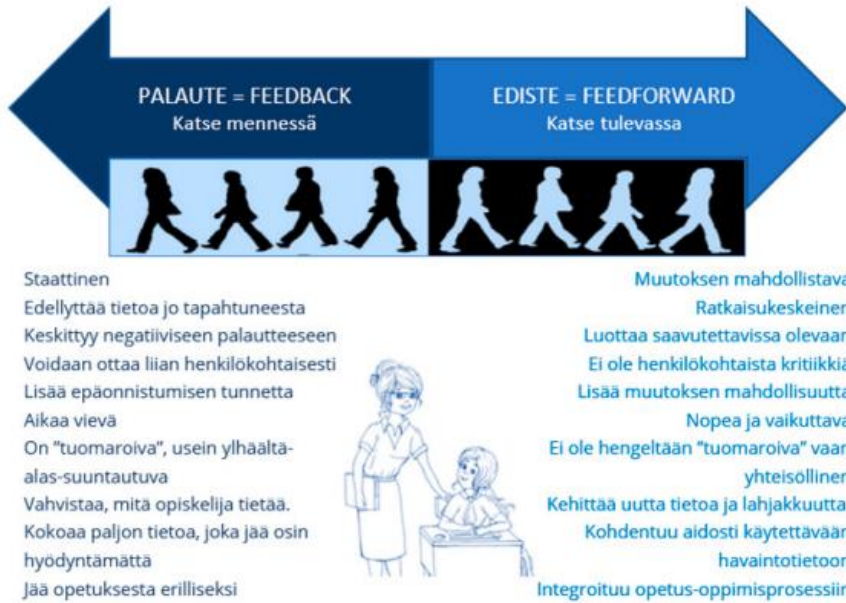 PALAUTE = FEEDBACK
Katse mennessä
EDISTE = FEEDFORWARD
Katse tulevassa
Staattinen
Edellyttää tietoa jo tapahtuneesta
Keskittyy negatiiviseen palautteeseen
Voidaan ottaa liian henkilökohtaisesti
Lisää epäonnistumisen tunnetta
Aikaa vievä
On "tuomaroiva", usein ylhäältä-
alas-suuntautuva
Vahvistaa, mitä opiskelija tietää.
Kokoaa paljon tietoa, joka jää osin
hyödyntämättä
Jää opetuksesta erilliseksi
Muutoksen mahdollistava
Ratkaisukeskeinen
Luottaa saavutettavissa olevaan
Ei ole henkilökohtaista kritiikkiä
Lisää muutoksen mahdollisuutta
Nopea ja vaikuttava
Ei ole hengeltään "tuomaroiva" vaan
yhteisöllinen
Kehittää uutta tietoa ja lahjakkuutta
Kohdentuu aidosti käytettävään
havaintotietoon
Integroituu opetus-oppimisprosessiin